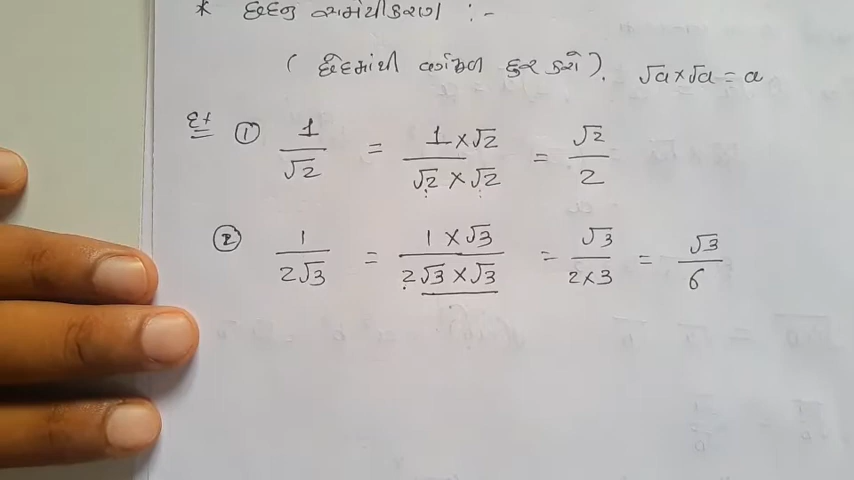 * છેદનું સંમેયીકરણ :-
( છેદમાંથી વર્ગમૂળ દુર કરો ). √a × √a = a
Ex ① 1/√2 = 1 × √2 / √2 × √2 = √2/2
② 1/2√3 = 1 × √3 / 2√3 × √3 = √3 / 2×3 = √3/6